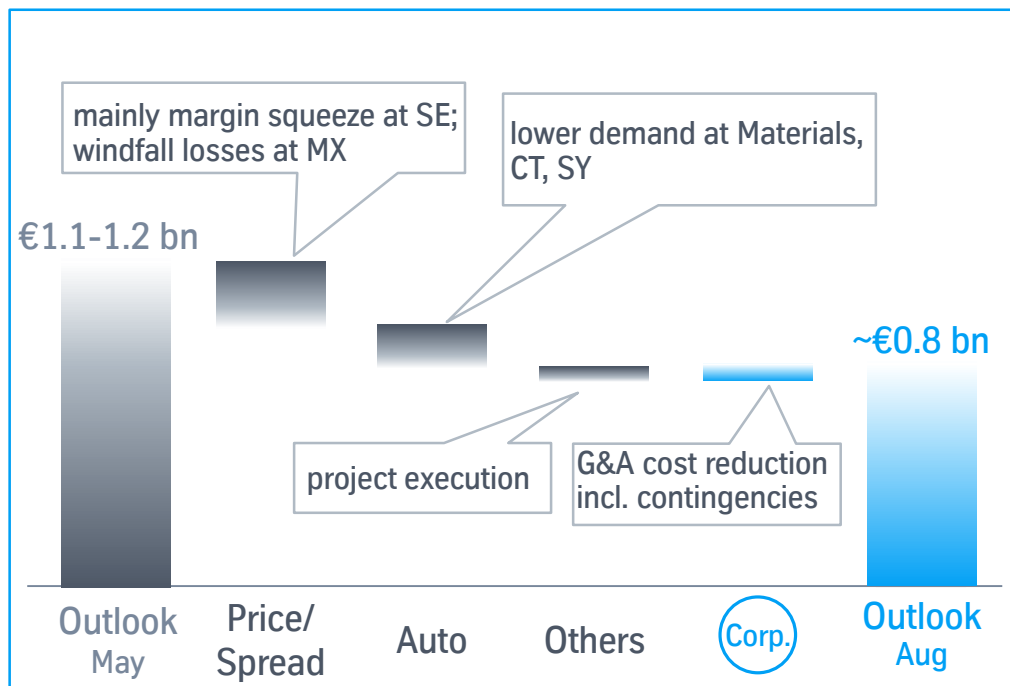 mainly margin squeeze at SE;
windfall losses at MX
lower demand at Materials,
CT, SY
€1.1-1.2 bn
~€0.8 bn
project execution
G&A cost reduction
incl. contingencies
Outlook
May
Price/
Spread
Auto
Others
Corp.
Outlook
Aug